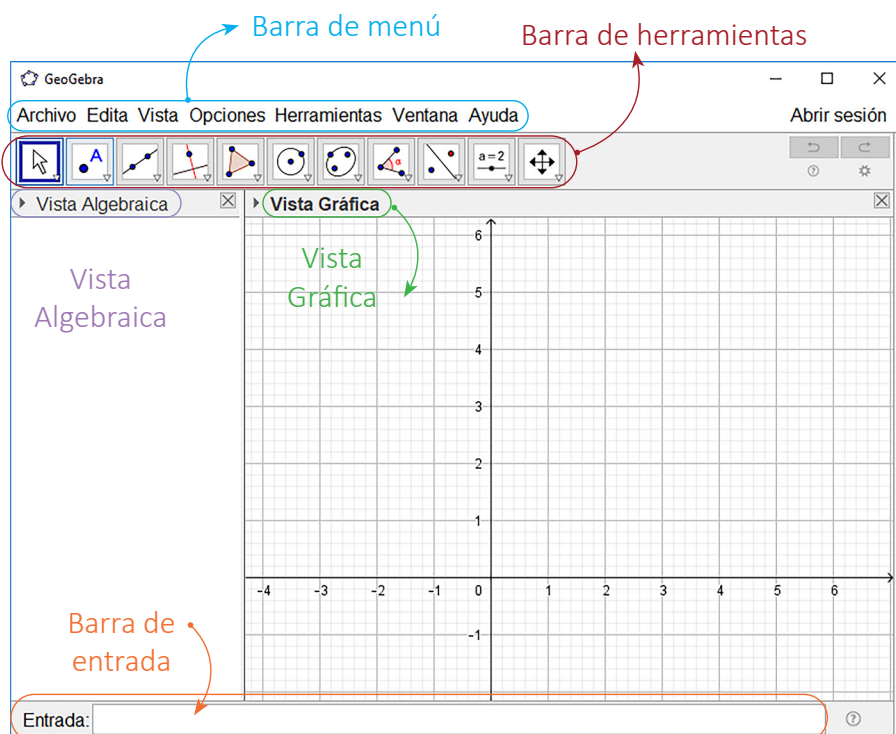 Barra de menú
Barra de herramientas
GeoGebra
Archivo Edita Vista Opciones Herramientas Ventana Ayuda
Abrir sesión
A
α
a=2
Vista Algebraica
Vista Gráfica
Vista
Algebraica
Vista
Gráfica
6
5
4
3
2
1
-4 -3 -2 -1 0 1 2 3 4 5 6
-1
Barra de
entrada
Entrada: